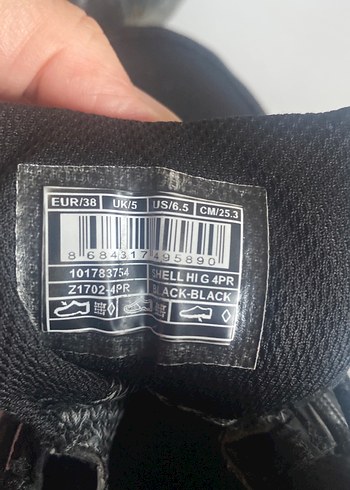 EUR/38 UK/5 US/6.5 CM/25.3
8 684317 495890
101783754 SHELL HI G 4PR
Z1702-4PR BLACK-BLACK